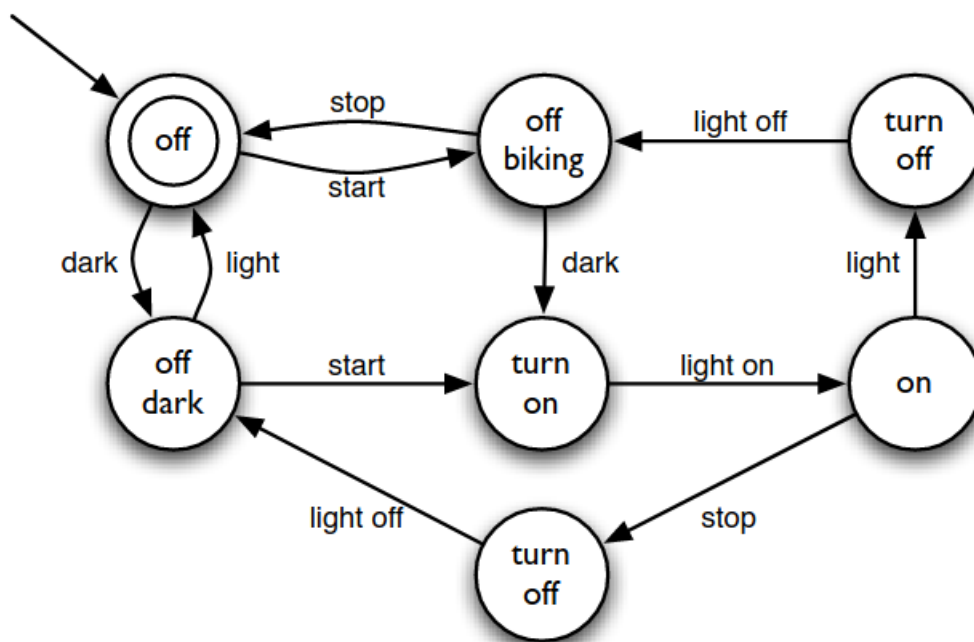 stop
off
off
biking
light off
turn
off
start
dark
light
dark
light
off
dark
start
turn
on
light on
on
light off
stop
turn
off